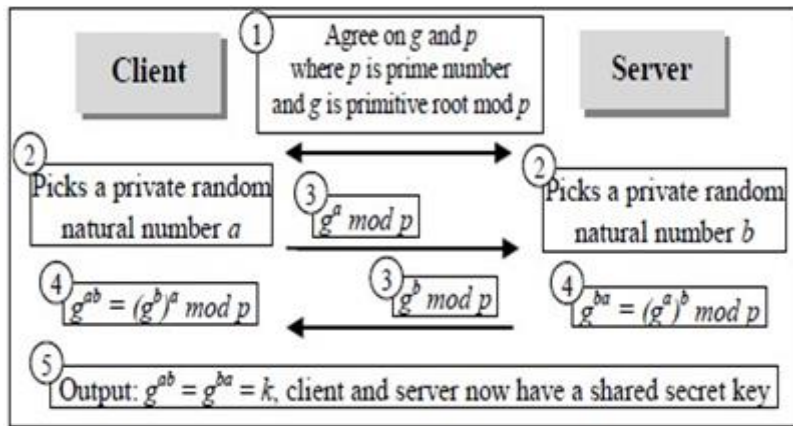 1
Agree on g and p
where p is prime number
and g is primitive root mod p
Client
Server
2
Picks a private random
natural number a
3
g^a mod p
2
Picks a private random
natural number b
4
g^ab = (g^b)^a mod p
3
g^b mod p
4
g^ba = (g^a)^b mod p
5
Output: g^ab = g^ba = k, client and server now have a shared secret key